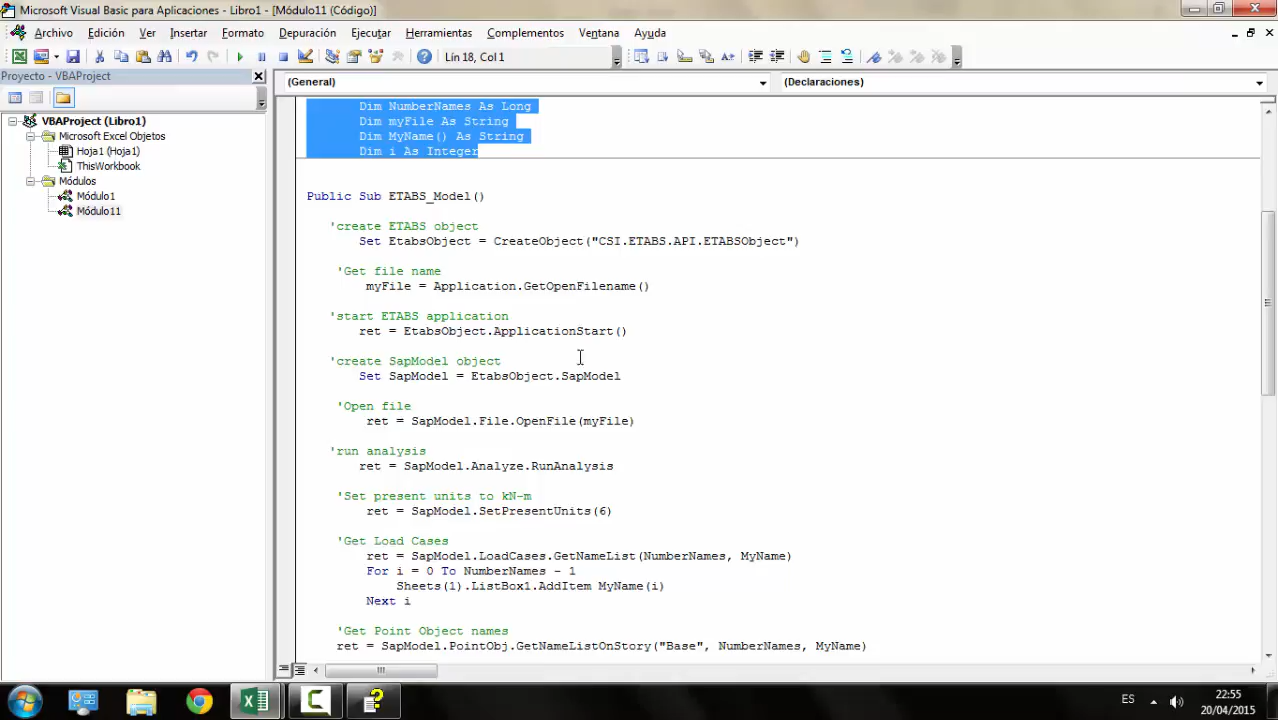 Microsoft Visual Basic para Aplicaciones - Libro1 - [Módulo11 (Código)]
Archivo Edición Ver Insertar Formato Depuración Ejecutar Herramientas Complementos Ventana Ayuda
Lín 18, Col 1
Proyecto - VBAProject
(General) (Declaraciones)
VBAProject (Libro1)
Microsoft Excel Objetos
Hoja1 (Hoja1)
ThisWorkbook
Módulos
Módulo1
Módulo11
Dim NumberNames As Long
Dim myFile As String
Dim MyName() As String
Dim i As Integer
Public Sub ETABS_Model()
'create ETABS object
Set EtabsObject = CreateObject("CSI.ETABS.API.ETABSObject")
'Get file name
myFile = Application.GetOpenFilename()
'start ETABS application
ret = EtabsObject.ApplicationStart()
'create SapModel object
Set SapModel = EtabsObject.SapModel
'Open file
ret = SapModel.File.OpenFile(myFile)
'run analysis
ret = SapModel.Analyze.RunAnalysis
'Set present units to kN-m
ret = SapModel.SetPresentUnits(6)
'Get Load Cases
ret = SapModel.LoadCases.GetNameList(NumberNames, MyName)
For i = 0 To NumberNames - 1
Sheets(1).ListBox1.AddItem MyName(i)
Next i
'Get Point Object names
ret = SapModel.PointObj.GetNameListOnStory("Base", NumberNames, MyName)
ES
22:55
20/04/2015